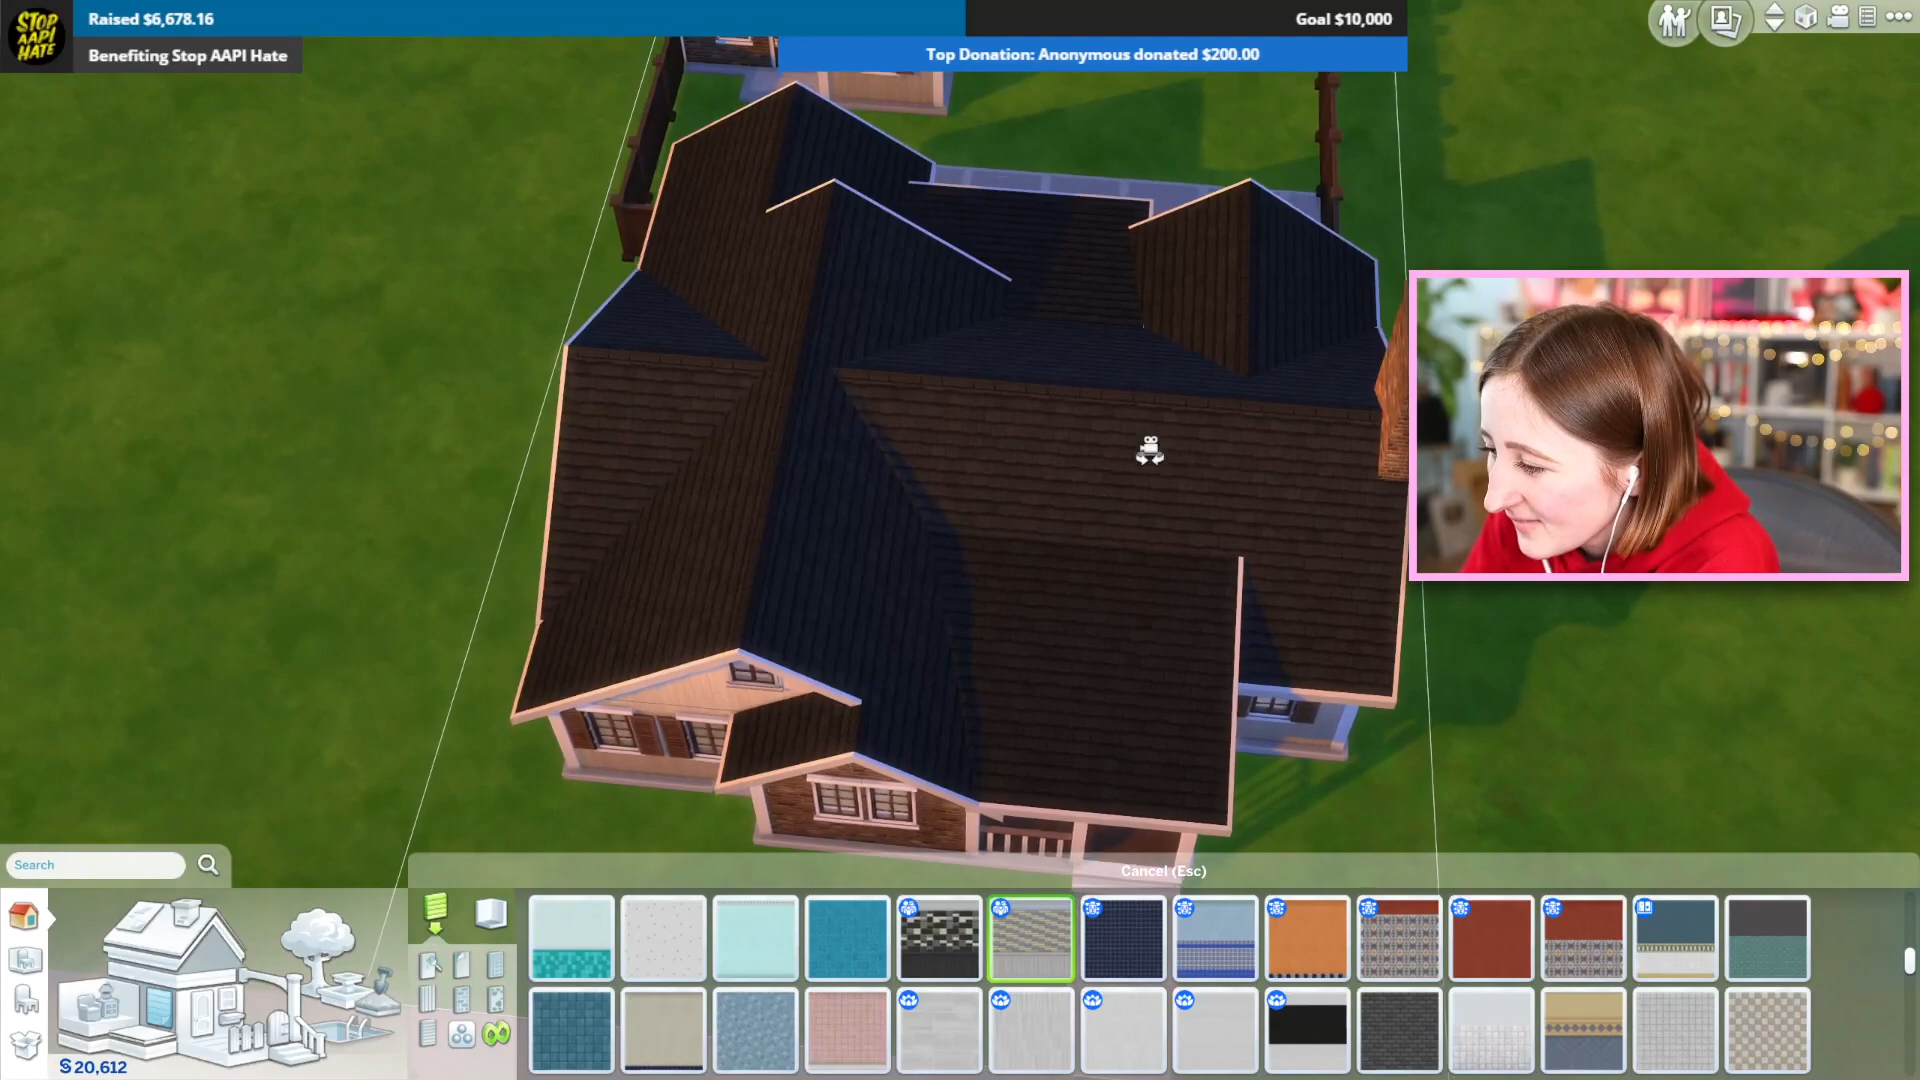 STOP
AAPI
HATE
Raised $6,678.16
Goal $10,000
Benefiting Stop AAPI Hate
Top Donation: Anonymous donated $200.00
Search
Cancel (Esc)
§20,612